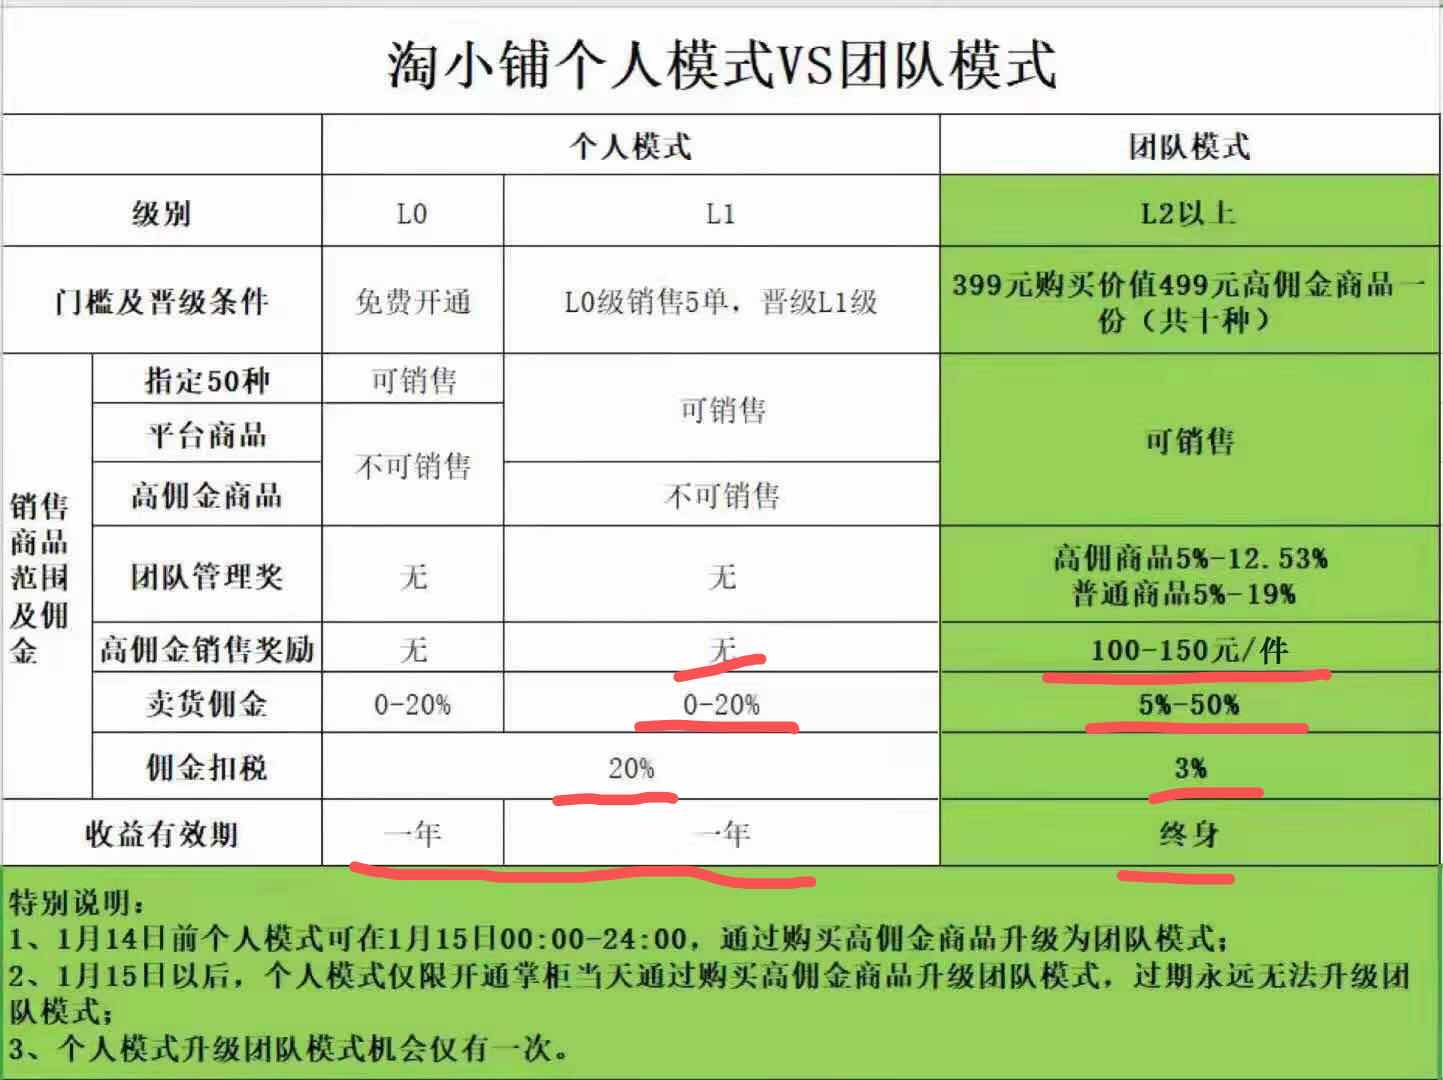 淘小铺个人模式VS团队模式
个人模式 团队模式
级别 L0 L1 L2以上
门槛及晋级条件 免费开通 L0级销售5单，晋级L1级 399元购买价值499元高佣金商品一
份（共十种）
销售
商品
范围
及佣
金
指定50种 可销售 可销售 可销售
平台商品 不可销售
高佣金商品 不可销售
团队管理奖 无 无 高佣商品5%-12.53%
普通商品5%-19%
高佣金销售奖励 无 无 100-150元/件
卖货佣金 0-20% 0-20% 5%-50%
佣金扣税 20% 3%
收益有效期 一年 一年 终身
特别说明：
1、1月14日前个人模式可在1月15日00:00-24:00，通过购买高佣金商品升级为团队模式；
2、1月15日以后，个人模式仅限开通掌柜当天通过购买高佣金商品升级团队模式，过期永远无法升级团
队模式；
3、个人模式升级团队模式机会仅有一次。